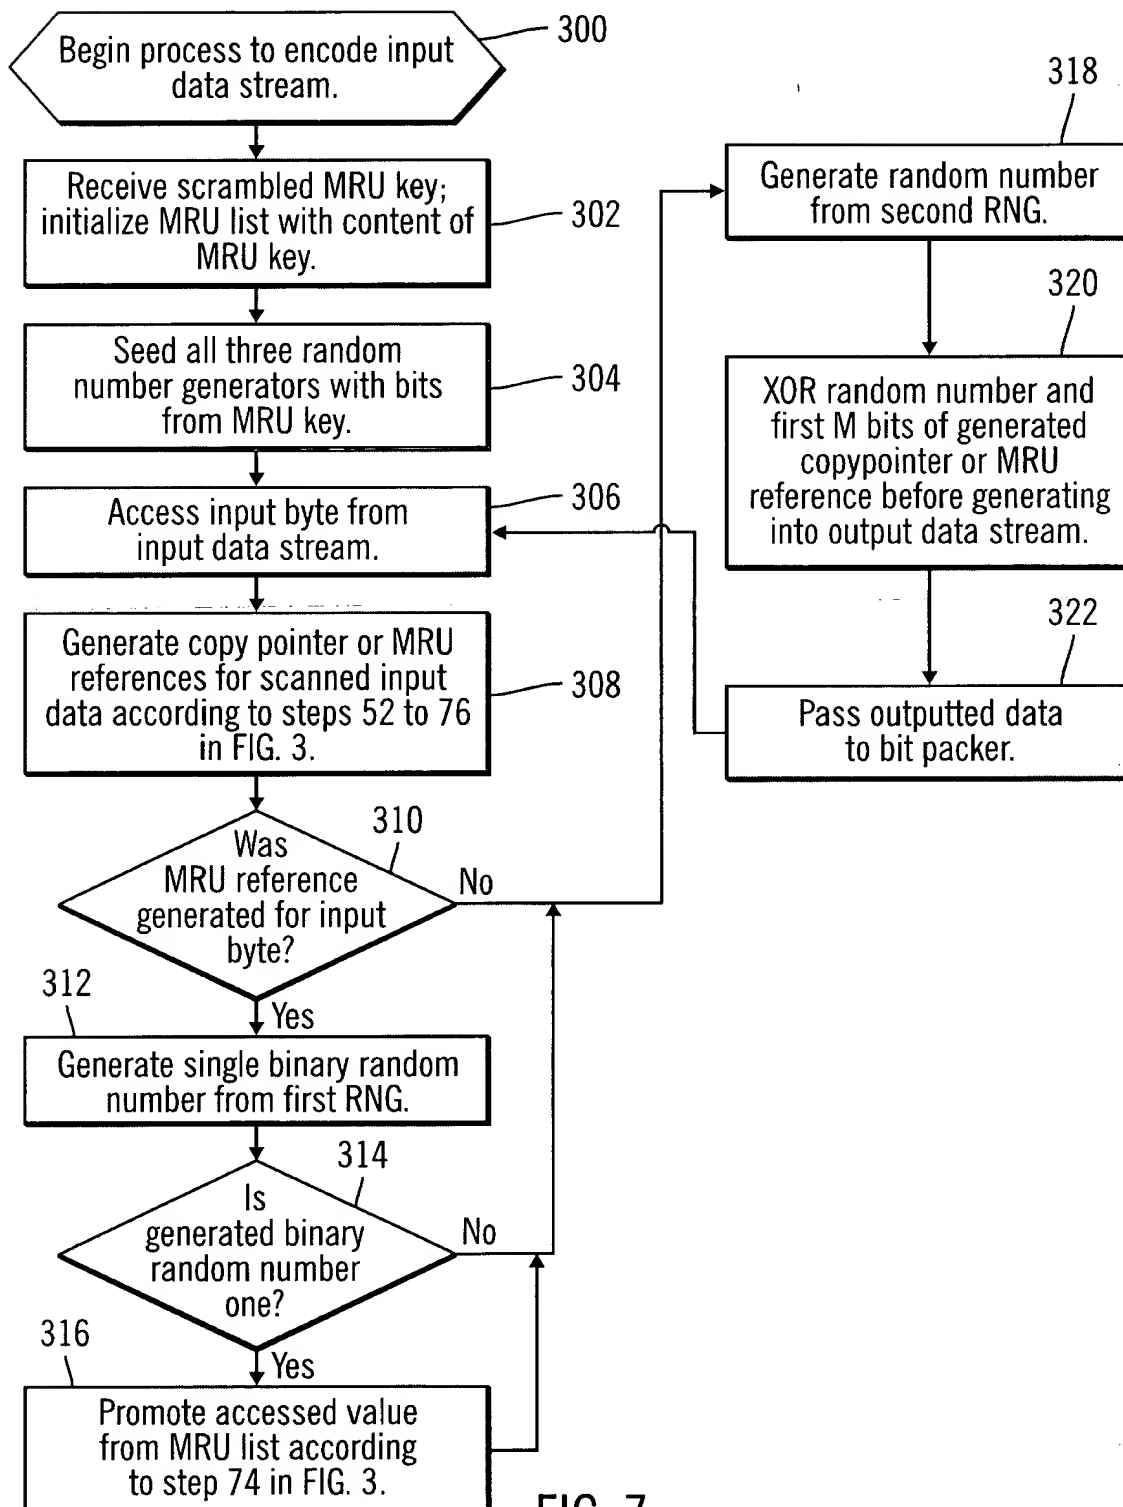 Begin process to encode input
data stream.
300
Receive scrambled MRU key;
initialize MRU list with content of
MRU key.
302
Seed all three random
number generators with bits
from MRU key.
304
Access input byte from
input data stream.
306
Generate copy pointer or MRU
references for scanned input
data according to steps 52 to 76
in FIG. 3.
308
310
Was
MRU reference
generated for input
byte?
No
Yes
312
Generate single binary random
number from first RNG.
314
Is
generated binary
random number
one?
No
Yes
316
Promote accessed value
from MRU list according
to step 74 in FIG. 3.
318
Generate random number
from second RNG.
320
XOR random number and
first M bits of generated
copypointer or MRU
reference before generating
into output data stream.
322
Pass outputted data
to bit packer.
FIG. 7